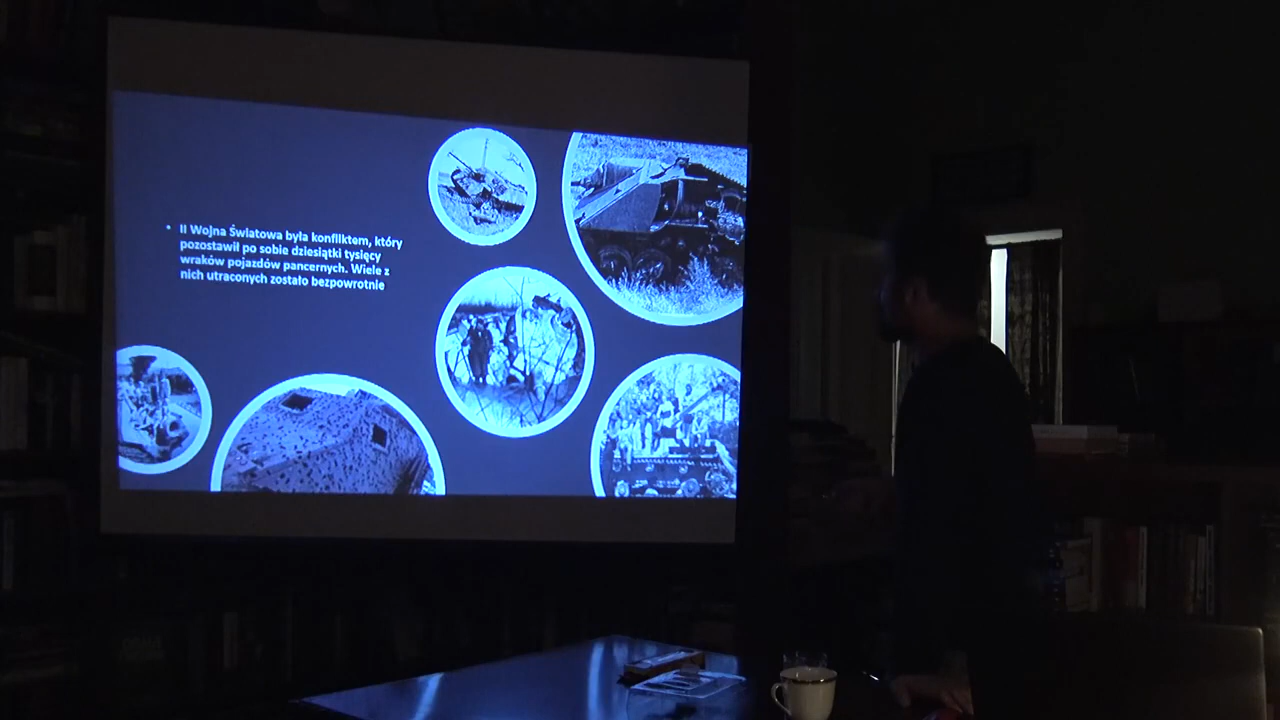 • II Wojna Światowa była konfliktem, który
pozostawił po sobie dziesiątki tysięcy
wraków pojazdów pancernych. Wiele z
nich utraconych zostało bezpowrotnie